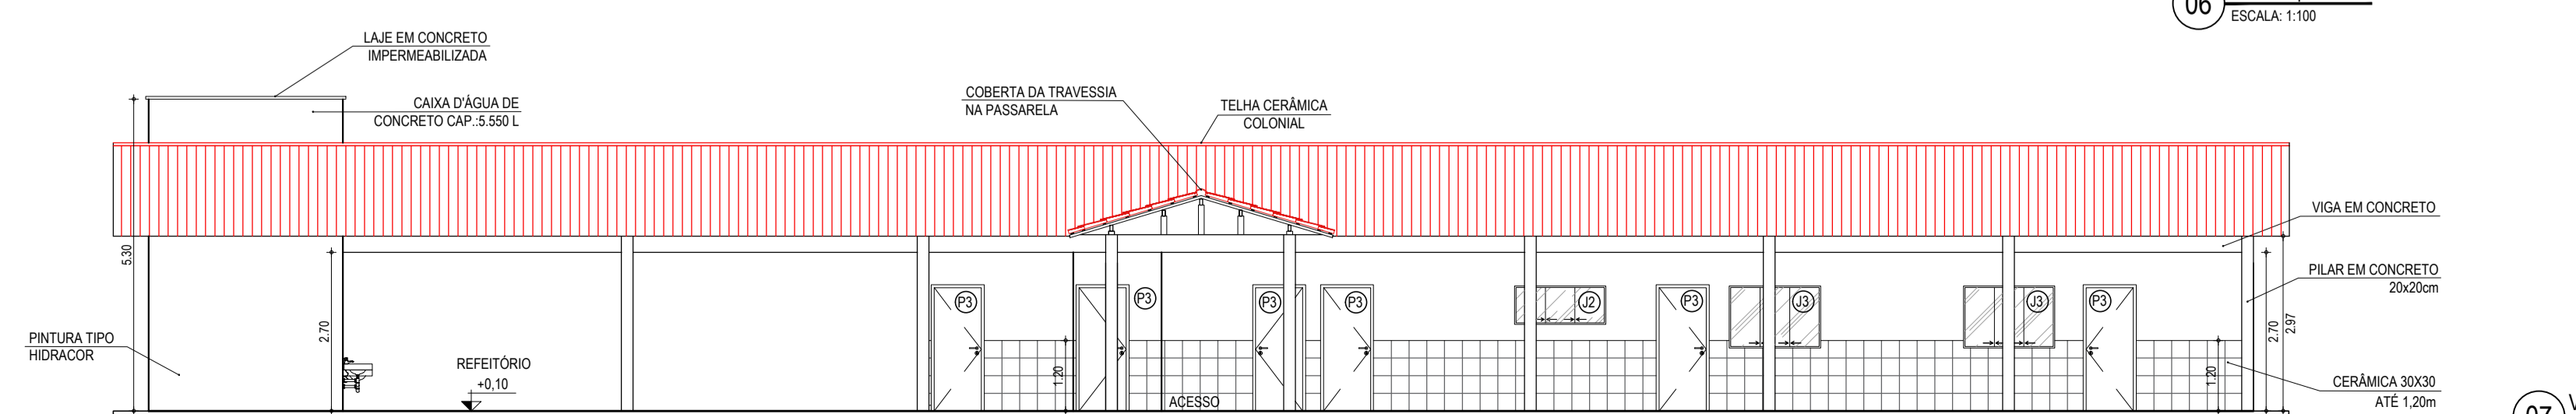 06
ESCALA: 1:100
LAJE EM CONCRETO
IMPERMEABILIZADA
CAIXA D'ÁGUA DE
CONCRETO CAP.:5.550 L
COBERTA DA TRAVESSIA
NA PASSARELA
TELHA CERÂMICA
COLONIAL
VIGA EM CONCRETO
PILAR EM CONCRETO
20x20cm
5.30
2.70
PINTURA TIPO
HIDRACOR
REFEITÓRIO
+0,10
P3
P3
P3
P3
J2
P3
J3
J3
P3
1.20
ACESSO
1.20
2.70
2.97
CERÂMICA 30X30
ATÉ 1,20m
07